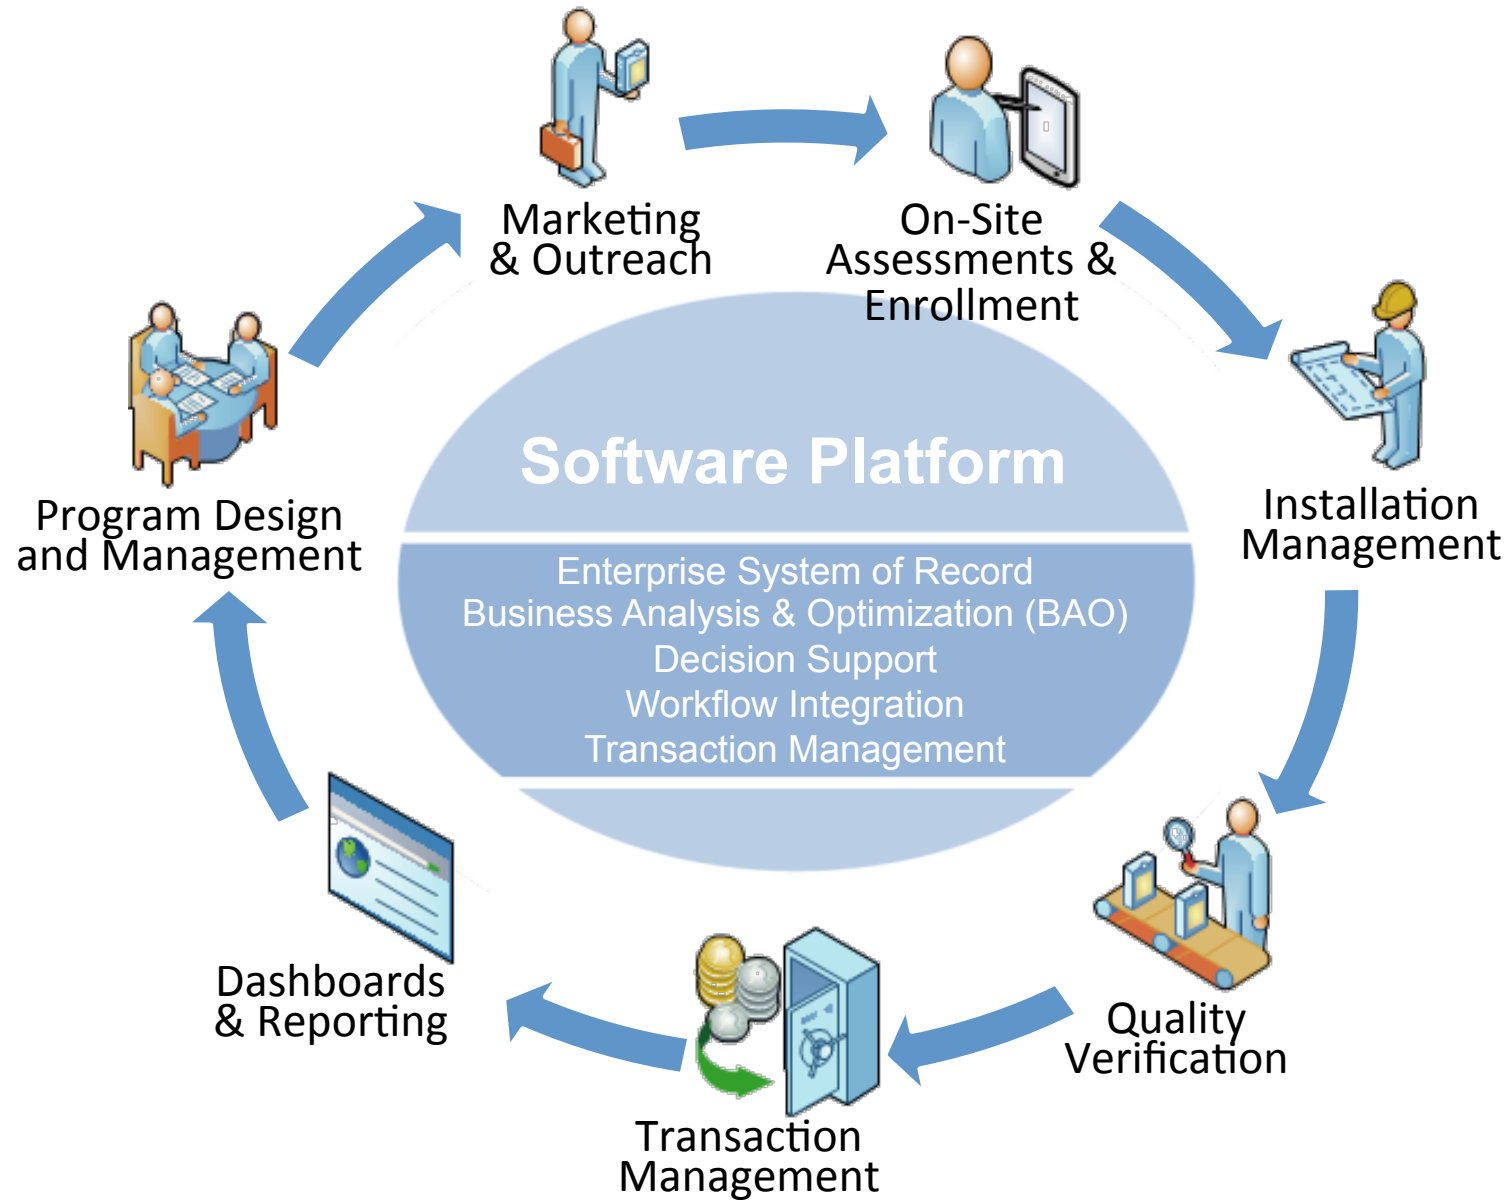 Marketing
& Outreach
On-Site
Assessments &
Enrollment
Program Design
and Management
Software Platform
Installation
Management
Enterprise System of Record
Business Analysis & Optimization (BAO)
Decision Support
Workflow Integration
Transaction Management
Dashboards
& Reporting
Quality
Verification
Transaction
Management